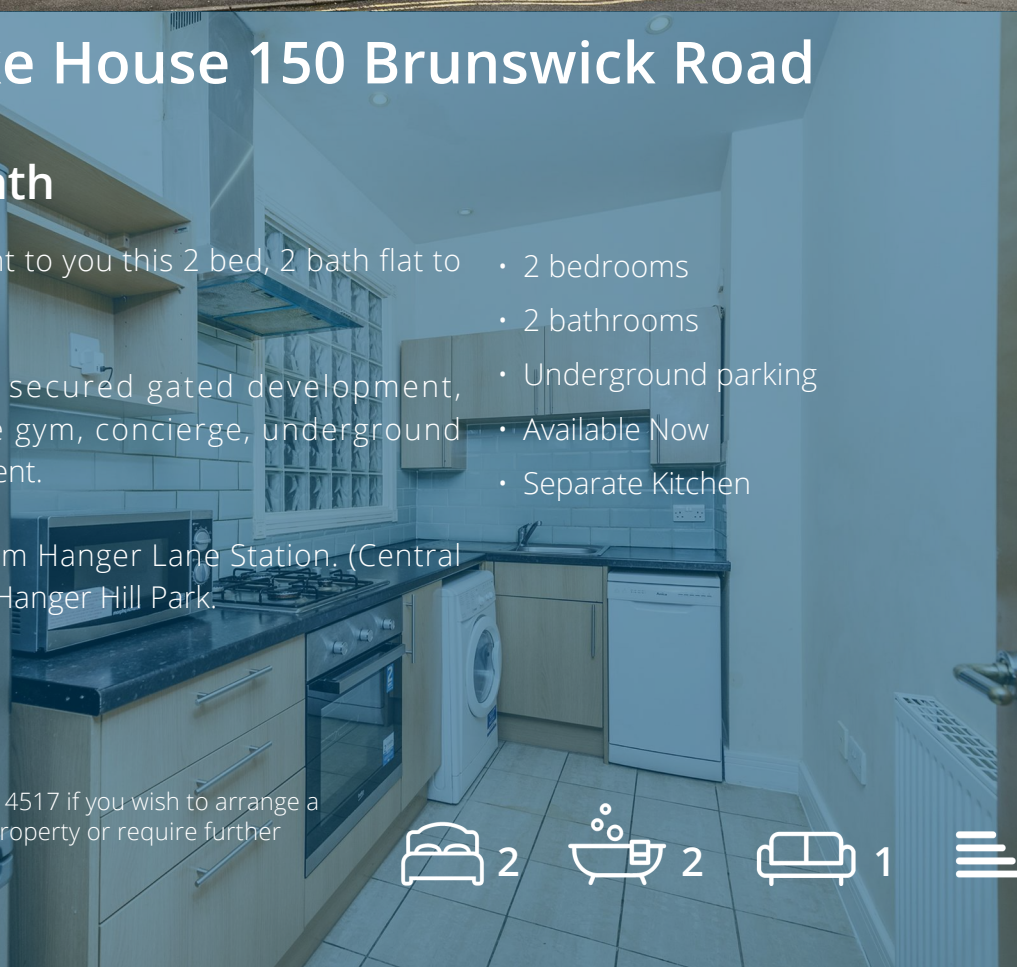 e House 150 Brunswick Road
th
t to you this 2 bed, 2 bath flat to
secured gated development,
gym, concierge, underground
ent.
m Hanger Lane Station. (Central
Hanger Hill Park.
• 2 bedrooms
• 2 bathrooms
• Underground parking
• Available Now
• Separate Kitchen
4517 if you wish to arrange a
roperty or require further
2
2
1